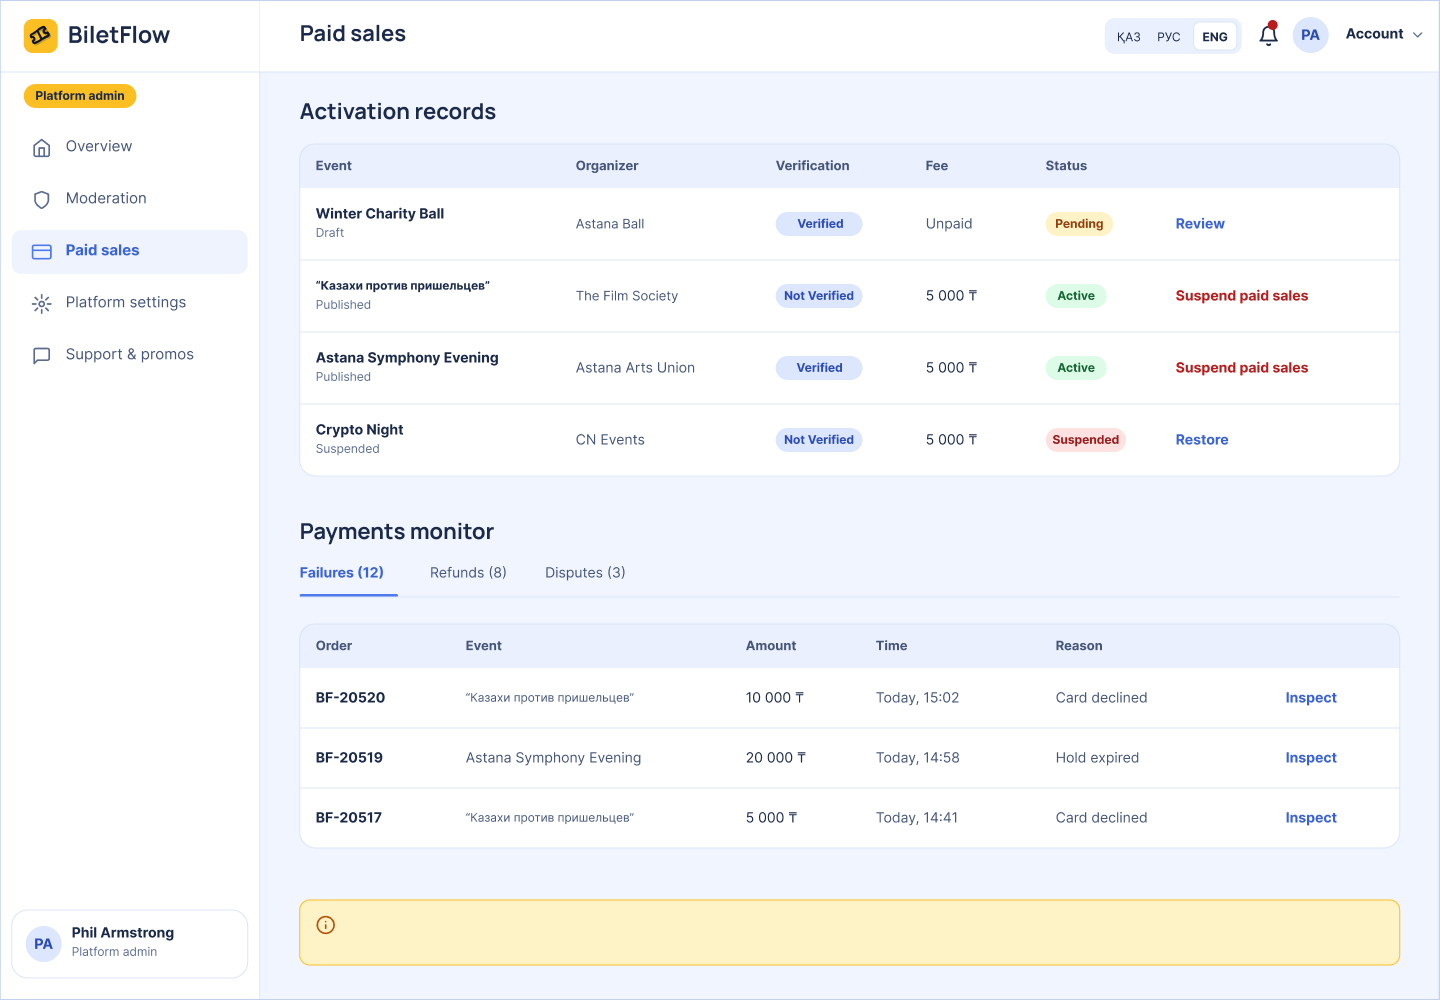 BiletFlow
Paid sales
ҚАЗ РУС ENG
PA
Account
Platform admin
Overview
Moderation
Paid sales
Platform settings
Support & promos
Activation records
Event Organizer Verification Fee Status
Winter Charity Ball
Draft
Astana Ball Verified Unpaid Pending Review
“Казахи против пришельцев”
Published
The Film Society Not Verified 5 000 ₸ Active Suspend paid sales
Astana Symphony Evening
Published
Astana Arts Union Verified 5 000 ₸ Active Suspend paid sales
Crypto Night
Suspended
CN Events Not Verified 5 000 ₸ Suspended Restore
Payments monitor
Failures (12) Refunds (8) Disputes (3)
Order Event Amount Time Reason
BF-20520 “Казахи против пришельцев” 10 000 ₸ Today, 15:02 Card declined Inspect
BF-20519 Astana Symphony Evening 20 000 ₸ Today, 14:58 Hold expired Inspect
BF-20517 “Казахи против пришельцев” 5 000 ₸ Today, 14:41 Card declined Inspect
PA
Phil Armstrong
Platform admin